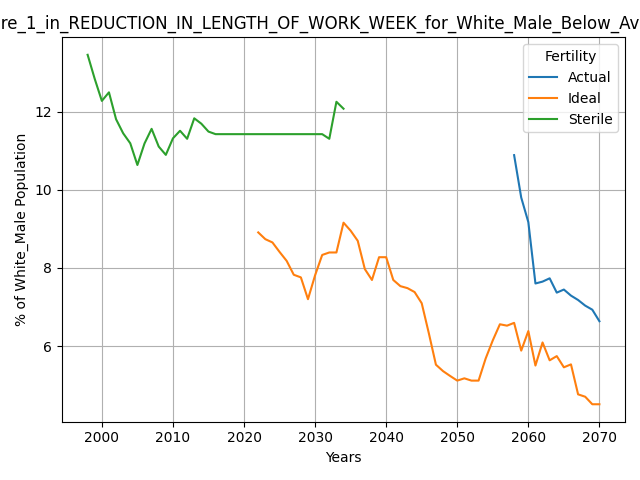 re_1_in_REDUCTION_IN_LENGTH_OF_WORK_WEEK_for_White_Male_Below_Av
Fertility
Actual
Ideal
Sterile
% of White_Male Population
12
10
8
6
2000 2010 2020 2030 2040 2050 2060 2070
Years